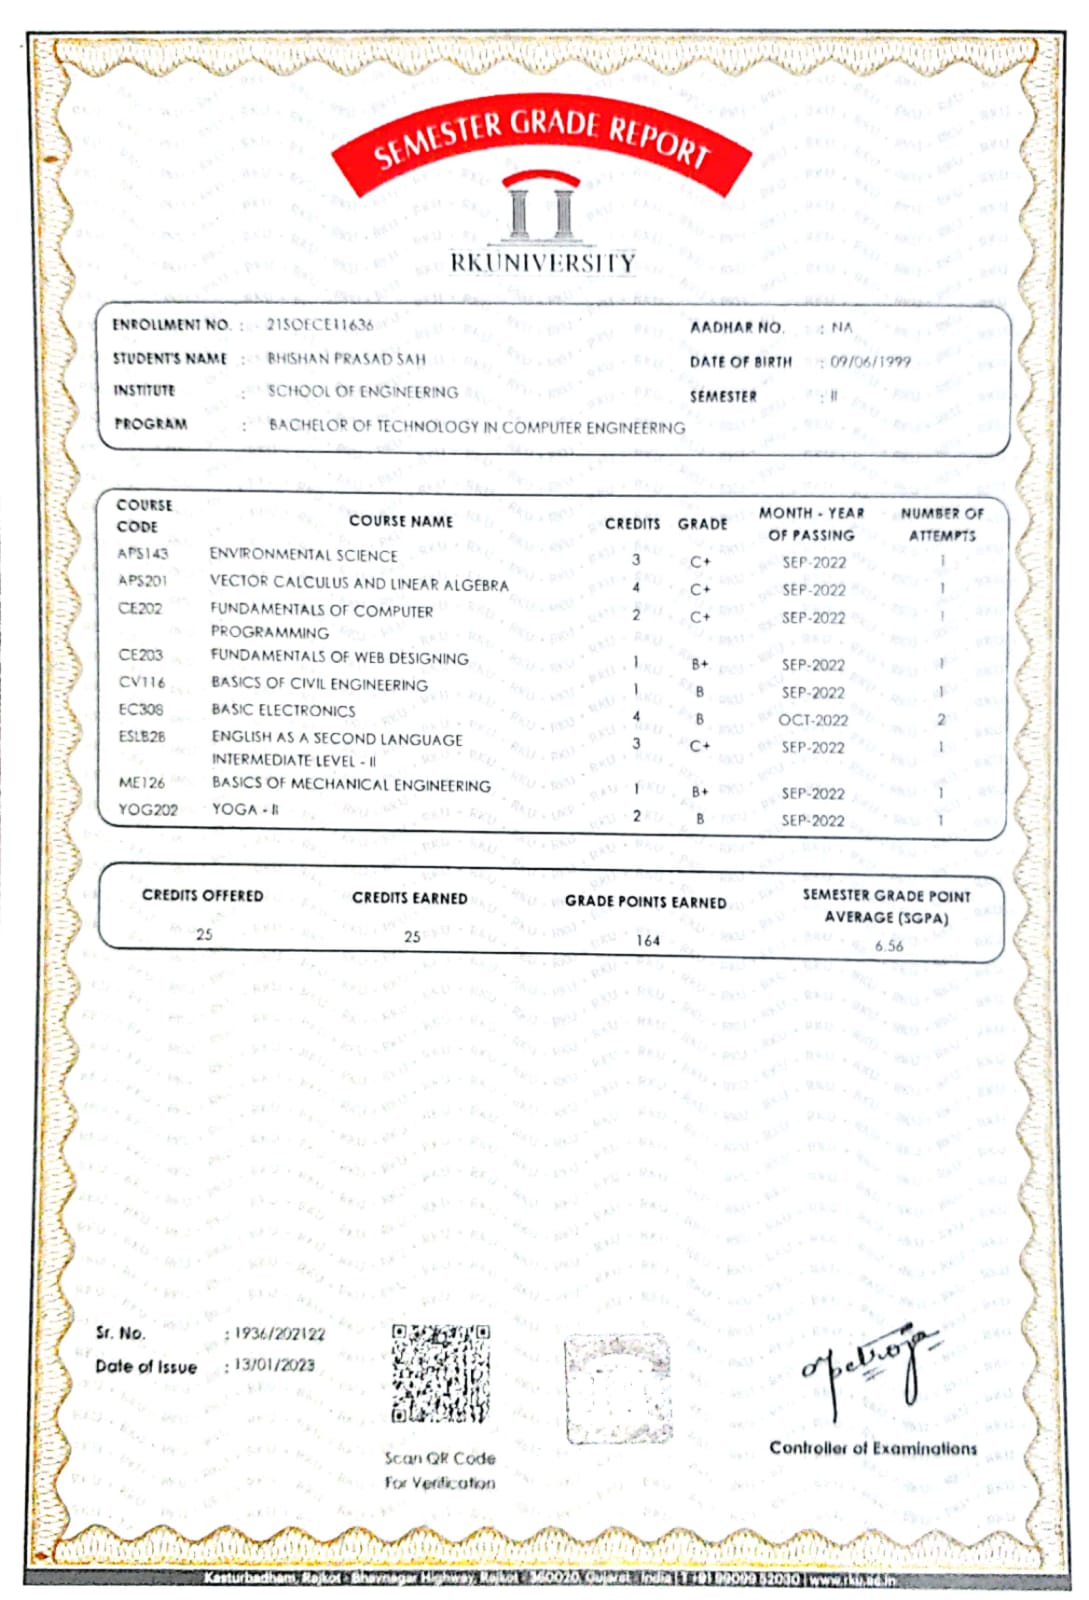 SEMESTER GRADE REPORT
RKUNIVERSITY
ENROLLMENT NO. : 21SOECE11636
AADHAR NO. : NA
STUDENT'S NAME : BHISHAN PRASAD SAH
DATE OF BIRTH : 09/06/1999
INSTITUTE : SCHOOL OF ENGINEERING
SEMESTER : II
PROGRAM : BACHELOR OF TECHNOLOGY IN COMPUTER ENGINEERING
COURSE CODE COURSE NAME CREDITS GRADE MONTH - YEAR OF PASSING NUMBER OF ATTEMPTS
APS143 ENVIRONMENTAL SCIENCE 3 C+ SEP-2022 1
APS201 VECTOR CALCULUS AND LINEAR ALGEBRA 4 C+ SEP-2022 1
CE202 FUNDAMENTALS OF COMPUTER 2 C+ SEP-2022 1
PROGRAMMING
CE203 FUNDAMENTALS OF WEB DESIGNING 1 B+ SEP-2022 1
CV116 BASICS OF CIVIL ENGINEERING 1 B SEP-2022 1
EC308 BASIC ELECTRONICS 4 B OCT-2022 2
ESLB2B ENGLISH AS A SECOND LANGUAGE 3 C+ SEP-2022 1
INTERMEDIATE LEVEL - II
ME126 BASICS OF MECHANICAL ENGINEERING 1 B+ SEP-2022 1
YOG202 YOGA - II 2 B SEP-2022 1
CREDITS OFFERED CREDITS EARNED GRADE POINTS EARNED SEMESTER GRADE POINT AVERAGE (SGPA)
25 25 164 6.56
Sr. No. : 1936/202122
Date of Issue : 13/01/2023
Scan QR Code
For Verification
Controller of Examinations
Kasturbadham, Rajkot - Bhavnagar Highway, Rajkot - 360020, Gujarat - India | T +91 99099 52030 | www.rku.ac.in